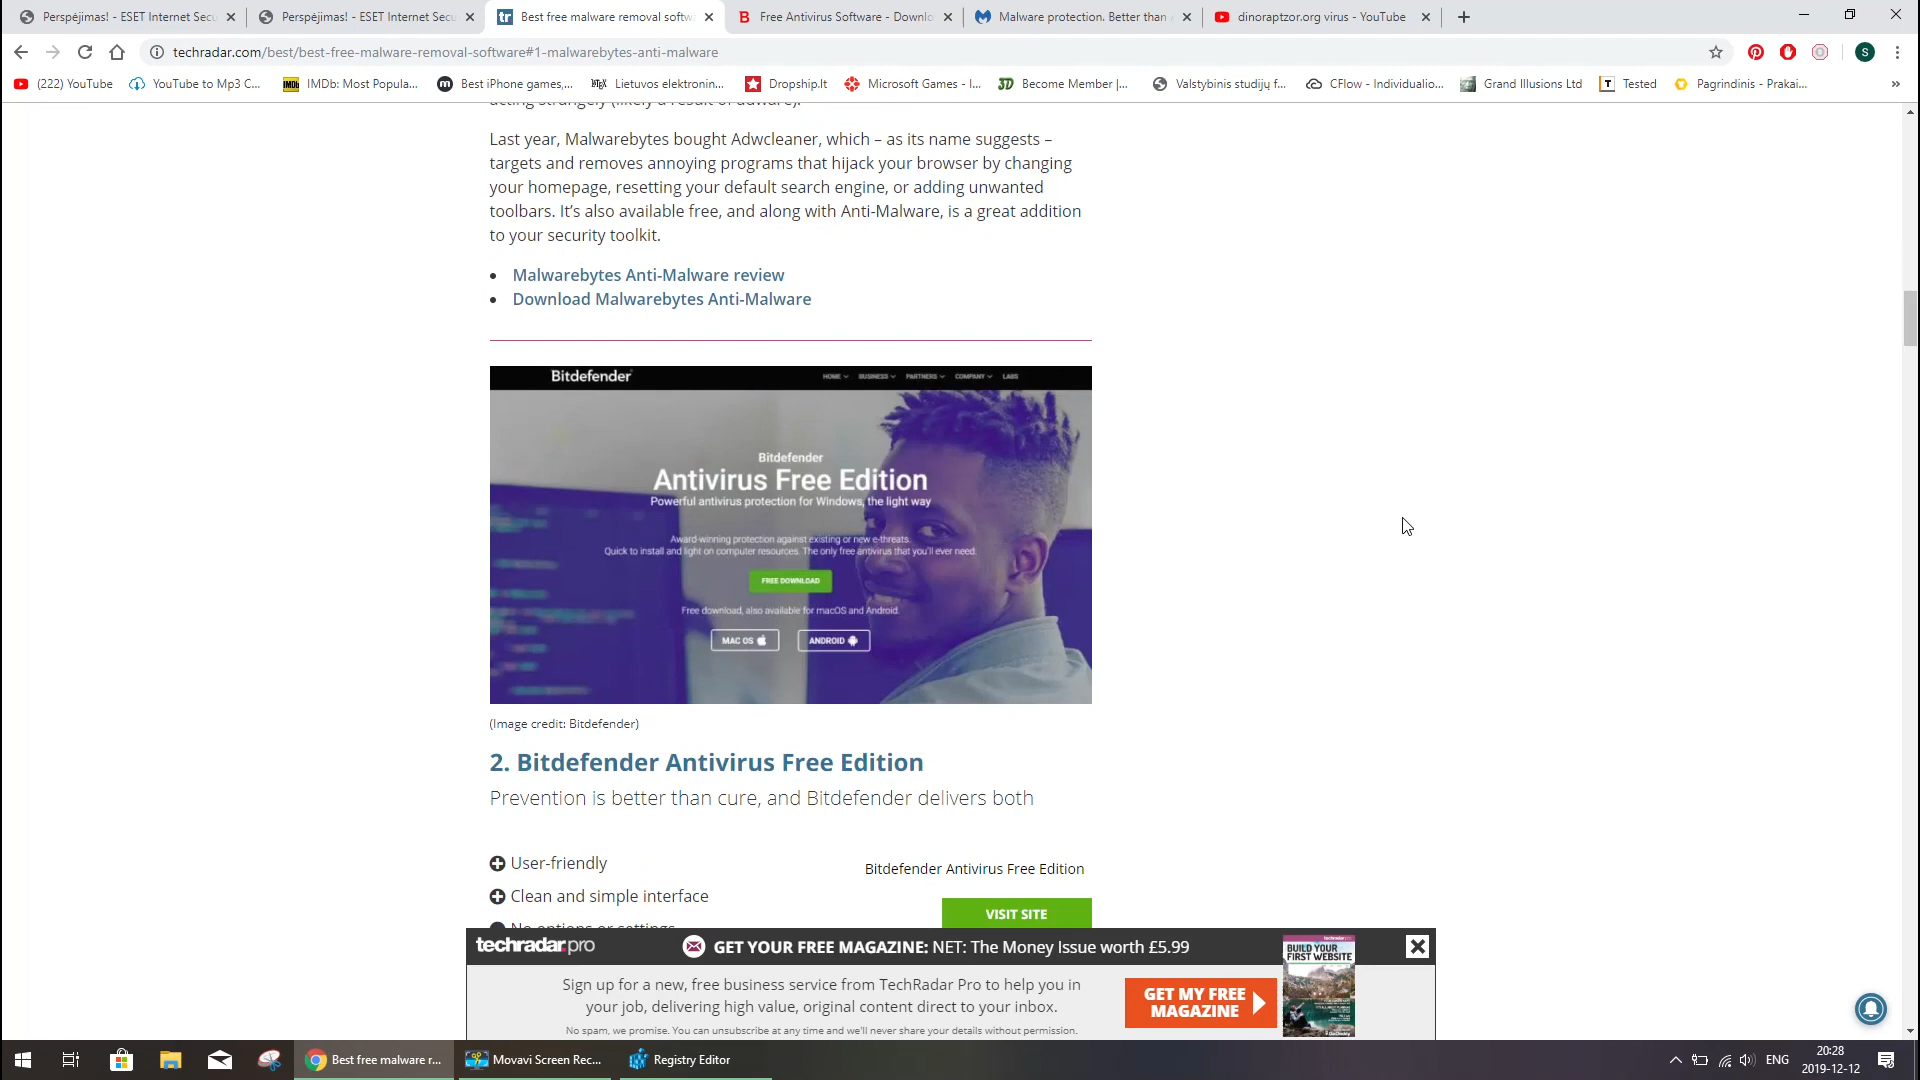 Perspėjimas! - ESET Internet Secu
Perspėjimas! - ESET Internet Secu
Best free malware removal softw
Free Antivirus Software - Downlo
Malware protection. Better than
dinoraptzor.org virus - YouTube
techradar.com/best/best-free-malware-removal-software#1-malwarebytes-anti-malware
S
(222) YouTube
YouTube to Mp3 C...
IMDb: Most Popula...
Best iPhone games,...
Lietuvos elektronin...
Dropship.lt
Microsoft Games - I...
Become Member |...
Valstybinis studijų f...
CFlow - Individualio...
Grand Illusions Ltd
Tested
Pagrindinis - Prakai...
»
acting strangely (likely a result of adware).
Last year, Malwarebytes bought Adwcleaner, which – as its name suggests –
targets and removes annoying programs that hijack your browser by changing
your homepage, resetting your default search engine, or adding unwanted
toolbars. It's also available free, and along with Anti-Malware, is a great addition
to your security toolkit.
• Malwarebytes Anti-Malware review
• Download Malwarebytes Anti-Malware
Bitdefender
HOME
BUSINESS
PARTNERS
COMPANY
LABS
Bitdefender
Antivirus Free Edition
Powerful antivirus protection for Windows, the light way
Award-winning protection against existing or new e-threats.
Quick to install and light on computer resources. The only free antivirus that you'll ever need.
FREE DOWNLOAD
Free download, also available for macOS and Android.
MAC OS
ANDROID
(Image credit: Bitdefender)
2. Bitdefender Antivirus Free Edition
Prevention is better than cure, and Bitdefender delivers both
User-friendly
Clean and simple interface
No options or settings
Bitdefender Antivirus Free Edition
VISIT SITE
techradar.pro
GET YOUR FREE MAGAZINE: NET: The Money Issue worth £5.99
Sign up for a new, free business service from TechRadar Pro to help you in
your job, delivering high value, original content direct to your inbox.
No spam, we promise. You can unsubscribe at any time and we'll never share your details without permission.
GET MY FREE
MAGAZINE
BUILD YOUR
FIRST WEBSITE
Best free malware r...
Movavi Screen Rec...
Registry Editor
ENG
20:28
2019-12-12